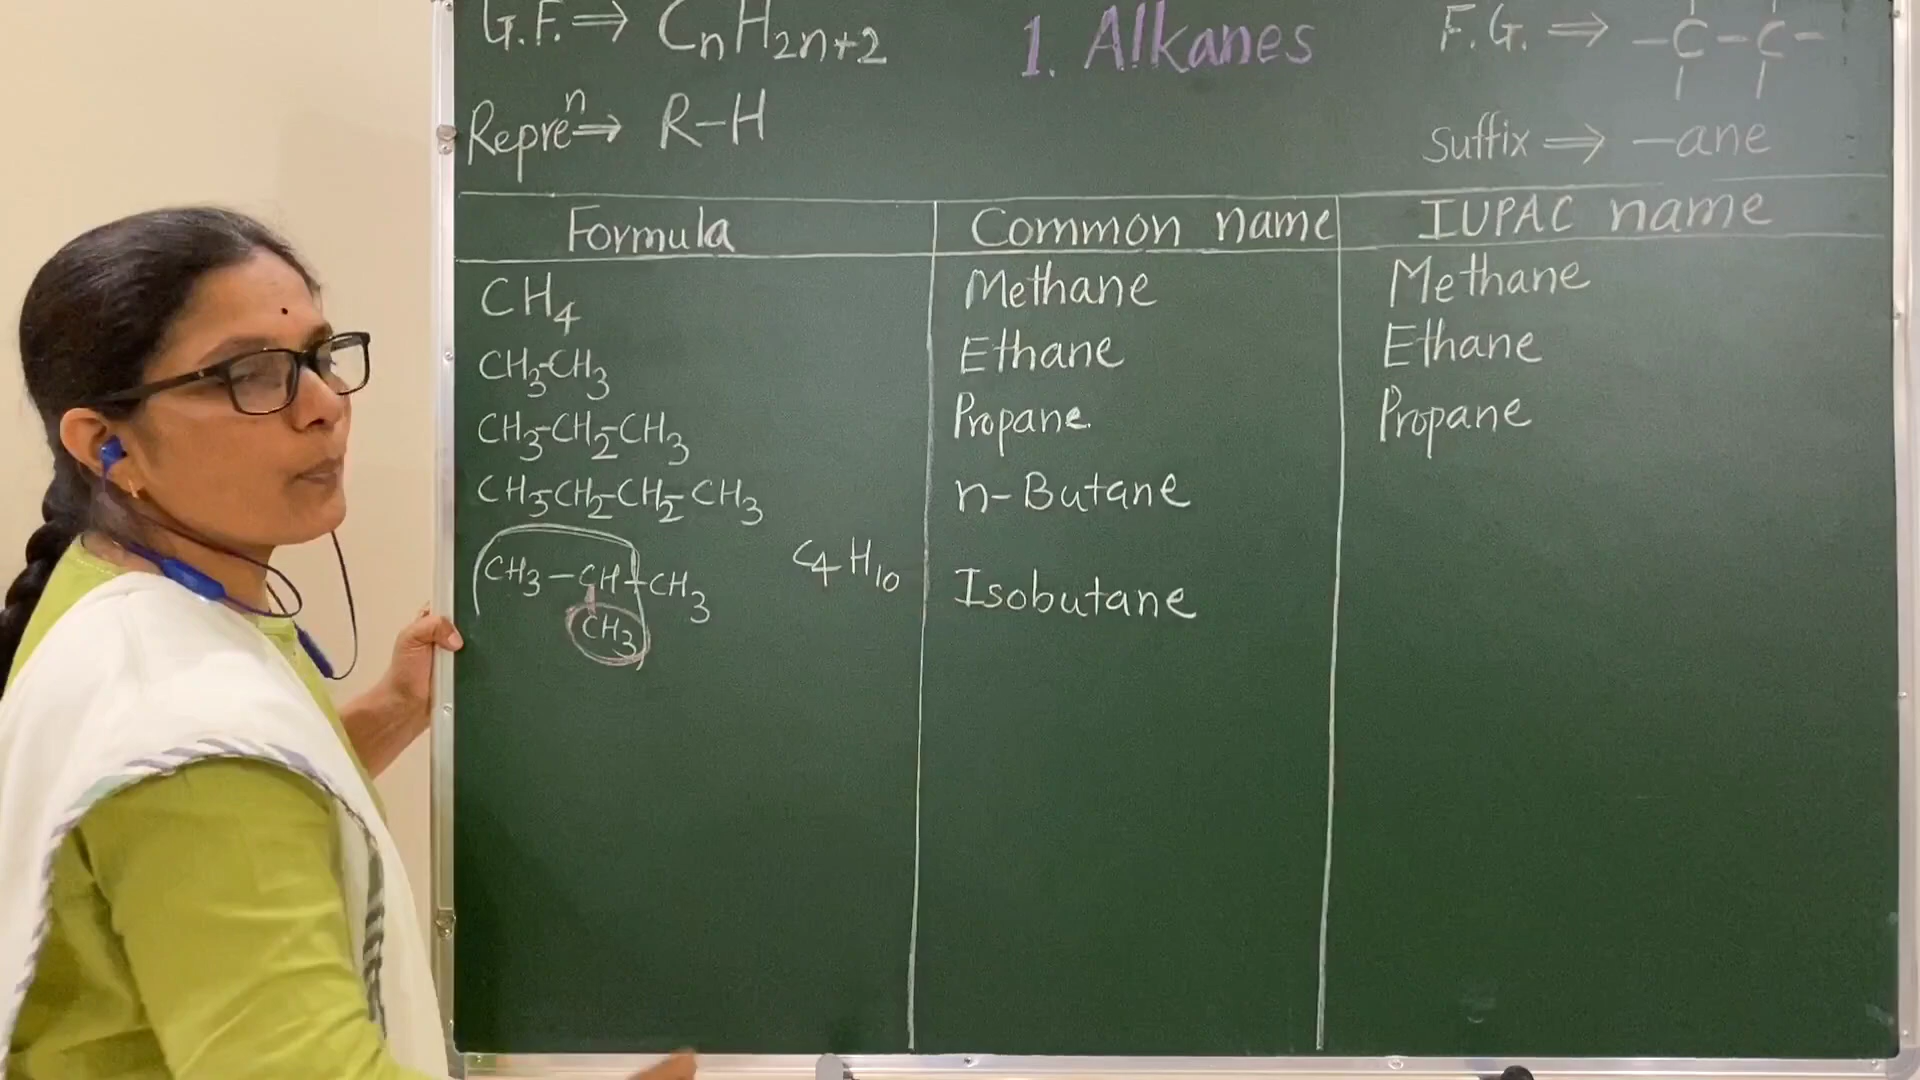 G.F. ⇒ CnH2n+2
1. Alkanes
F.G. ⇒ -C-C-
Repreⁿ ⇒ R-H
Suffix ⇒ -ane
Formula Common name IUPAC name
CH4 Methane Methane
CH3-CH3 Ethane Ethane
CH3-CH2-CH3 Propane Propane
CH3-CH2-CH2-CH3 n-Butane
CH3-CH-CH3 C4H10 Isobutane
CH3